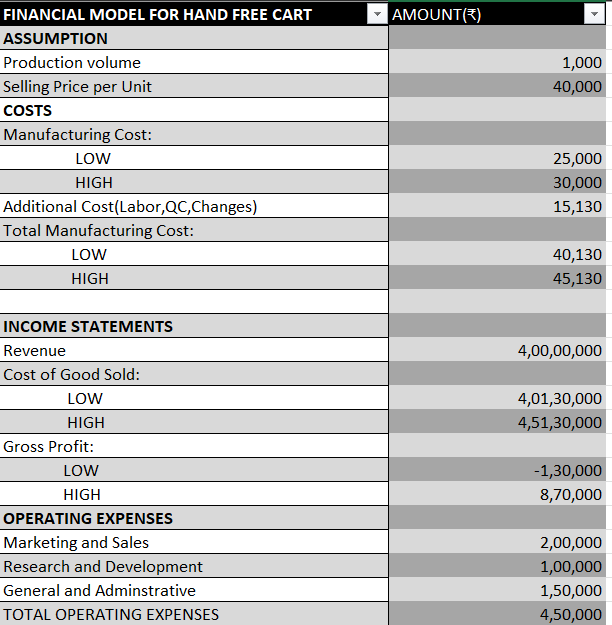 FINANCIAL MODEL FOR HAND FREE CART AMOUNT(₹)
ASSUMPTION
Production volume 1,000
Selling Price per Unit 40,000
COSTS
Manufacturing Cost:
LOW 25,000
HIGH 30,000
Additional Cost(Labor,QC,Changes) 15,130
Total Manufacturing Cost:
LOW 40,130
HIGH 45,130
INCOME STATEMENTS
Revenue 4,00,00,000
Cost of Good Sold:
LOW 4,01,30,000
HIGH 4,51,30,000
Gross Profit:
LOW -1,30,000
HIGH 8,70,000
OPERATING EXPENSES
Marketing and Sales 2,00,000
Research and Development 1,00,000
General and Adminstrative 1,50,000
TOTAL OPERATING EXPENSES 4,50,000